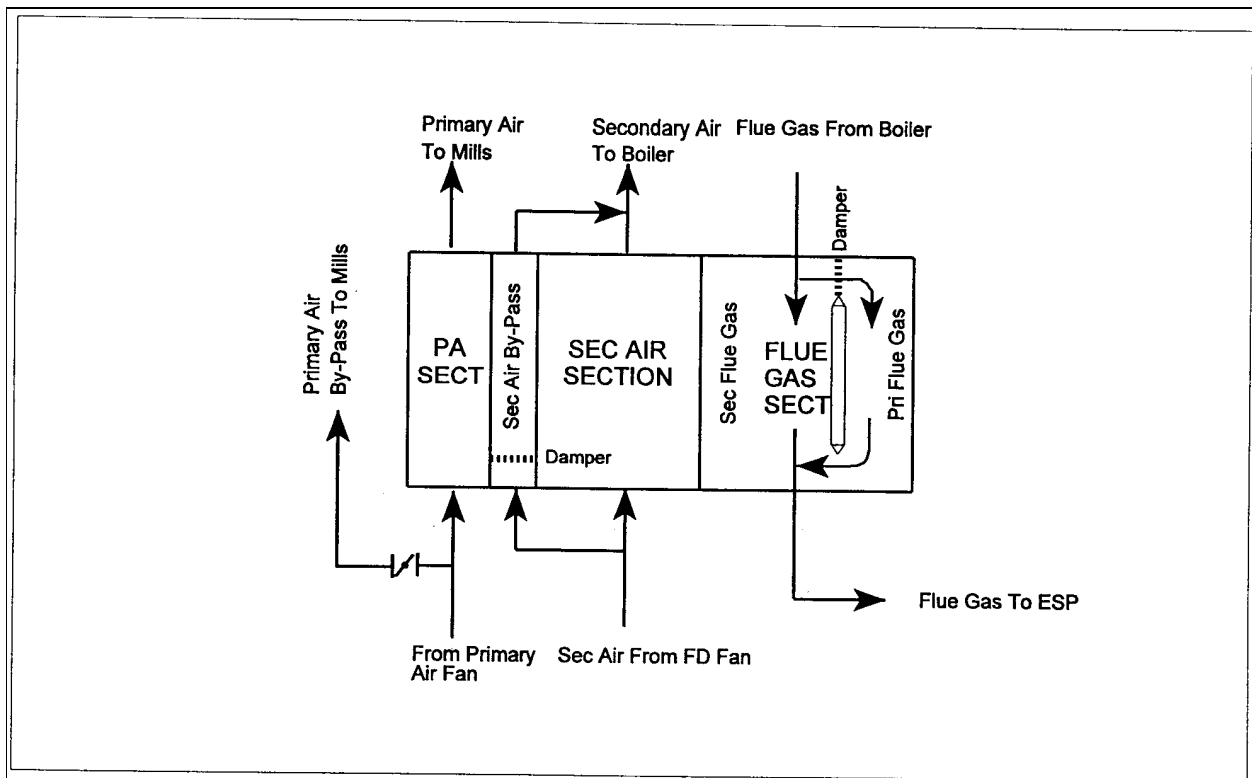 Primary Air
To Mills
Secondary Air
To Boiler
Flue Gas From Boiler
Damper
Primary Air
By-Pass To Mills
PA
SECT
Sec Air By-Pass
SEC AIR
SECTION
Sec Flue Gas
FLUE
GAS
SECT
Pri Flue Gas
Damper
Flue Gas To ESP
From Primary
Air Fan
Sec Air From FD Fan